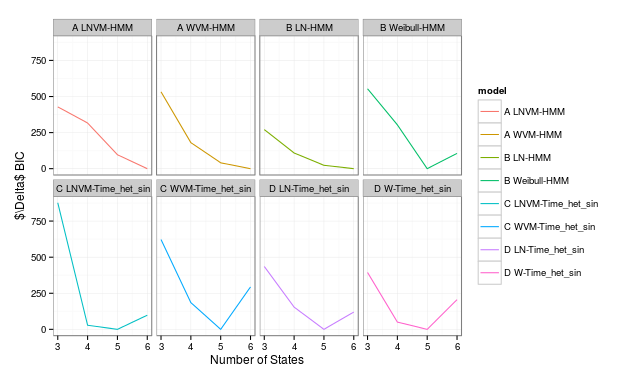 A LNVM-HMM A WVM-HMM B LN-HMM B Weibull-HMM
750
500
250
0
C LNVM-Time_het_sin C WVM-Time_het_sin D LN-Time_het_sin D W-Time_het_sin
750
500
250
0
3 4 5 6 3 4 5 6 3 4 5 6 3 4 5 6
Number of States
$\Delta$ BIC
model
A LNVM-HMM
A WVM-HMM
B LN-HMM
B Weibull-HMM
C LNVM-Time_het_sin
C WVM-Time_het_sin
D LN-Time_het_sin
D W-Time_het_sin